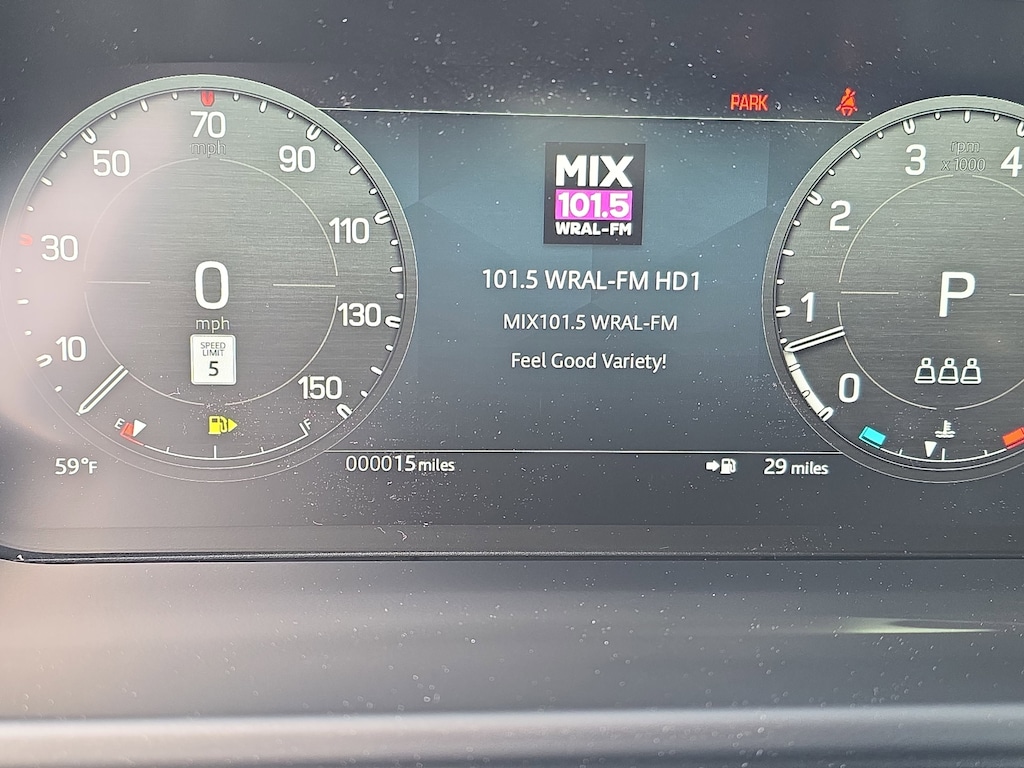 PARK
70
mph
50
90
30
110
0
mph
130
10
SPEED
LIMIT
5
150
E
F
59°F
MIX
101.5
WRAL-FM
101.5 WRAL-FM HD1
MIX101.5 WRAL-FM
Feel Good Variety!
000015 miles
29 miles
rpm
x 1000
3
4
2
1
P
0